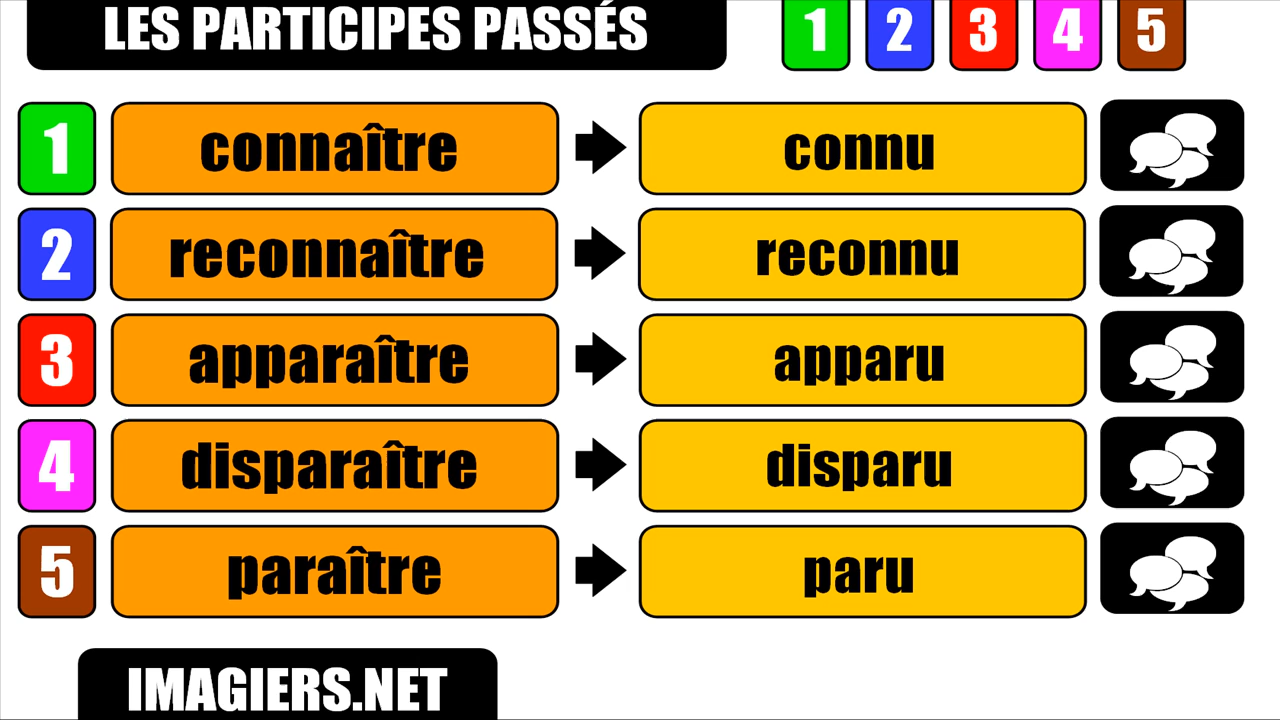 LES PARTICIPES PASSÉS 1 2 3 4 5
1 connaître connu
2 reconnaître reconnu
3 apparaître apparu
4 disparaître disparu
5 paraître paru
IMAGIERS.NET